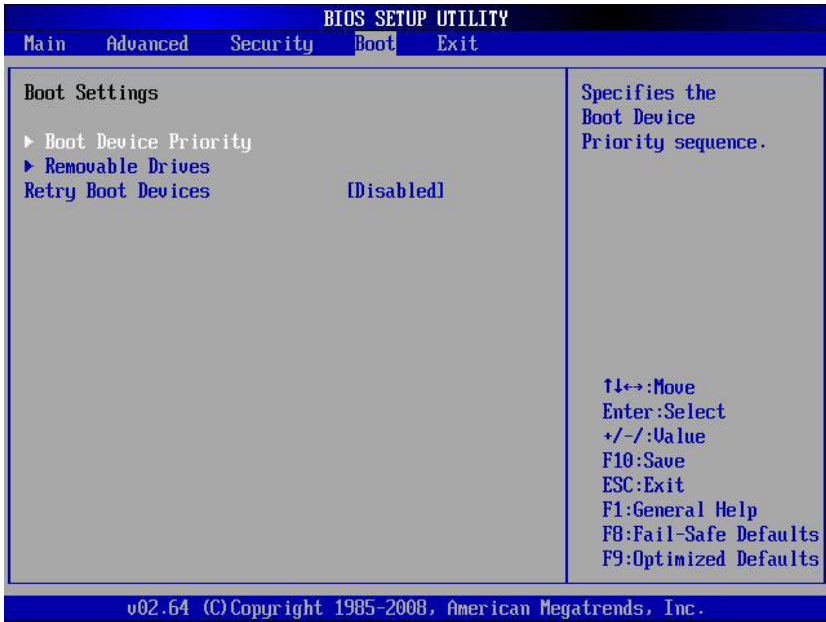 BIOS SETUP UTILITY
Main Advanced Security Boot Exit
Boot Settings
▶ Boot Device Priority
▶ Removable Drives
Retry Boot Devices [Disabled]
Specifies the
Boot Device
Priority sequence.
↑↓←→:Move
Enter:Select
+/-/:Value
F10:Save
ESC:Exit
F1:General Help
F8:Fail-Safe Defaults
F9:Optimized Defaults
v02.64 (C)Copyright 1985-2008, American Megatrends, Inc.